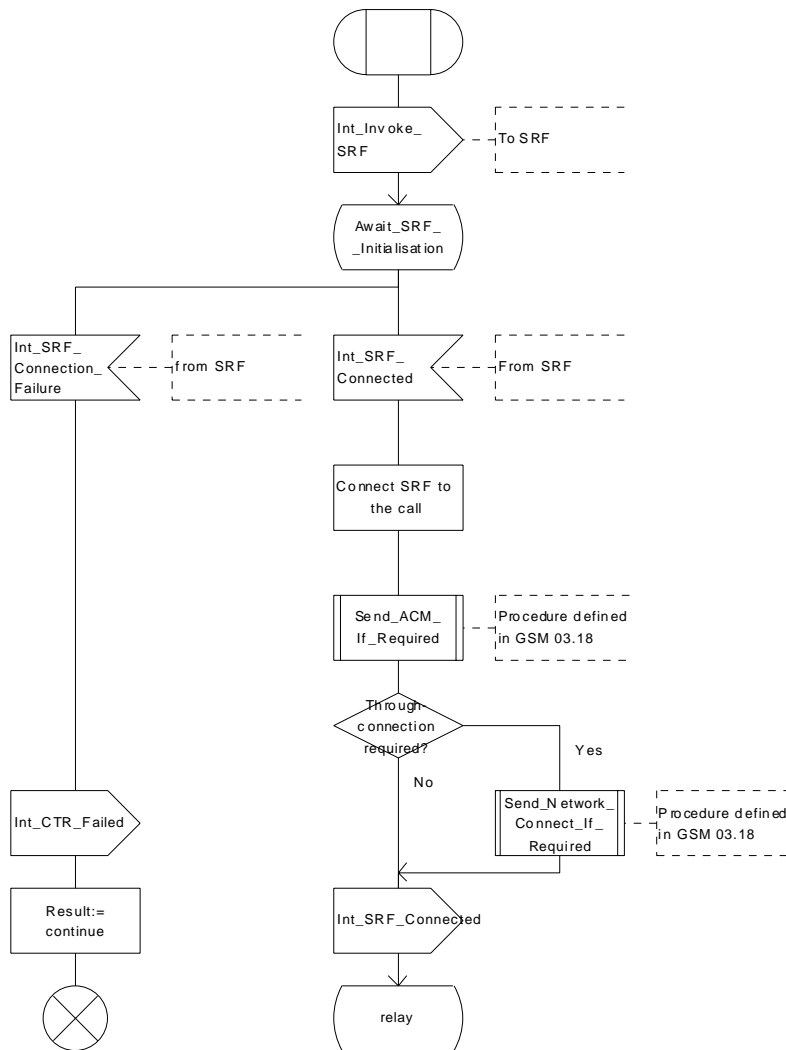 Int_Invoke_
SRF
To SRF
Await_SRF_
_Initialisation
Int_SRF_
Connection_
Failure
from SRF
Int_SRF_
Connected
From SRF
Connect SRF to
the call
Send_ACM_
If_Required
Procedure defined
in GSM 03.18
Through-
connection
required?
Yes
No
Int_CTR_Failed
Send_Network_
Connect_If_
Required
Procedure defined
in GSM 03.18
Result:=
continue
Int_SRF_Connected
relay